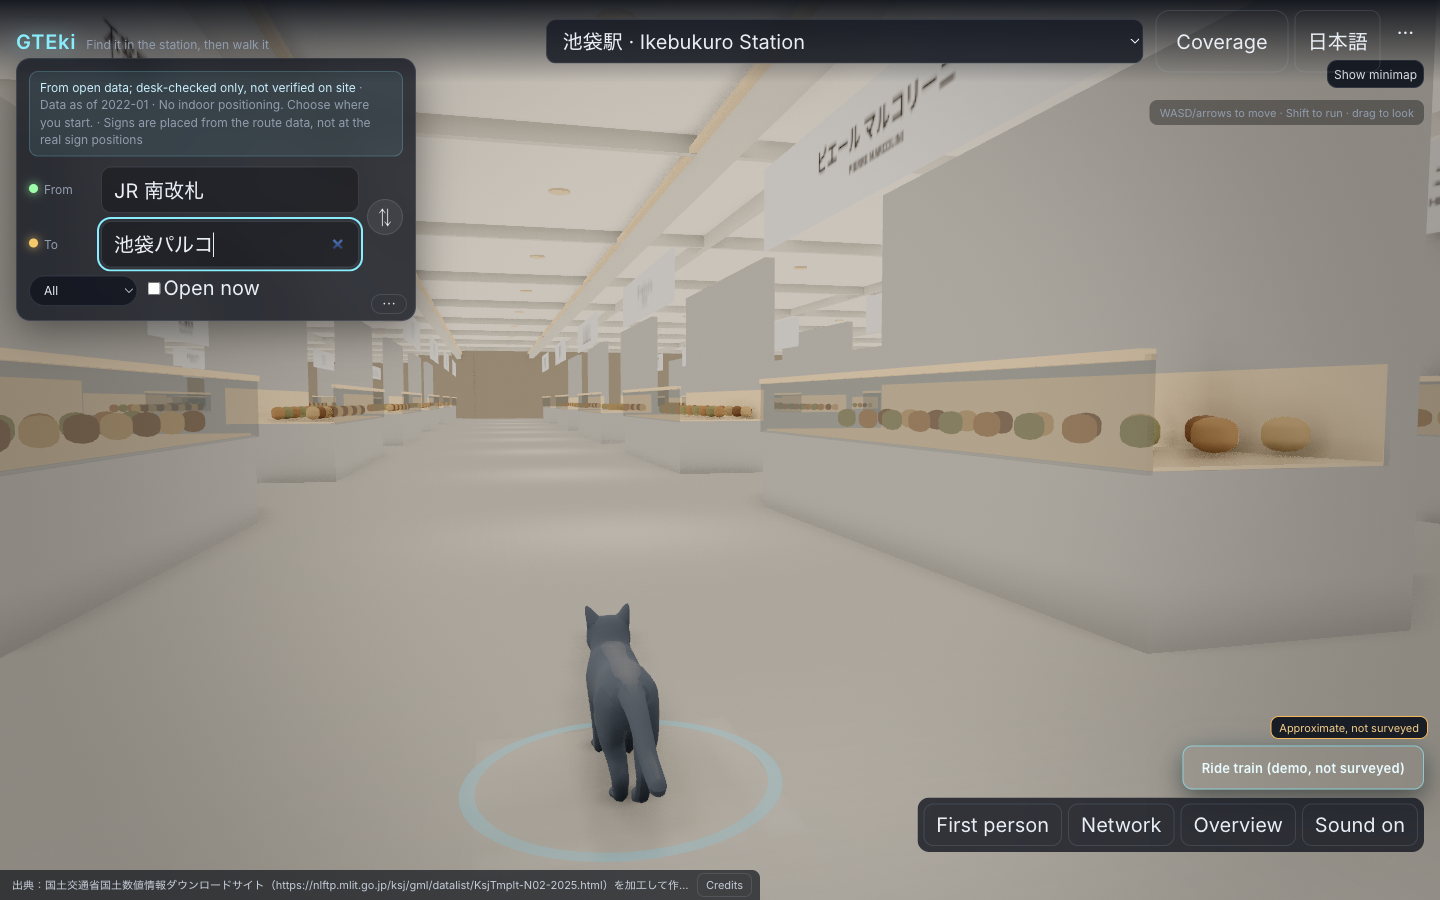 GTEki Find it in the station, then walk it
池袋駅 · Ikebukuro Station
Coverage
日本語
...
Show minimap
WASD/arrows to move · Shift to run · drag to look
From open data; desk-checked only, not verified on site ·
Data as of 2022-01 · No indoor positioning. Choose where
you start. · Signs are placed from the route data, not at the
real sign positions
From JR 南改札
To 池袋パルコ
All
Open now
...
ピエール マルコリーニ
Approximate, not surveyed
Ride train (demo, not surveyed)
First person Network Overview Sound on
出典：国土交通省国土数値情報ダウンロードサイト（https://nlftp.mlit.go.jp/ksj/gml/datalist/KsjTmplt-N02-2025.html）を加工して作...
Credits